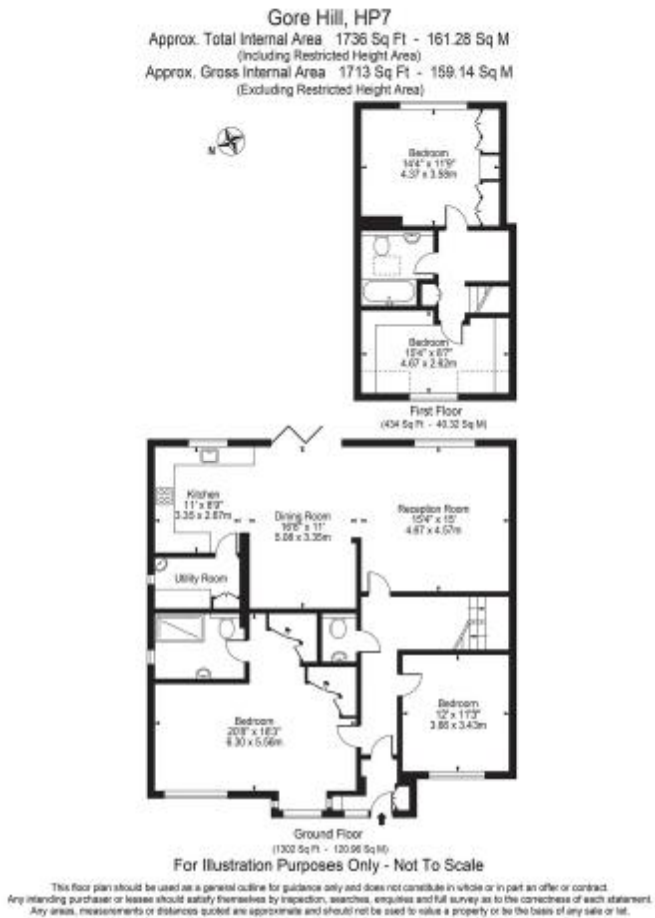 Gore Hill, HP7
Approx. Total Internal Area 1736 Sq Ft - 161.28 Sq M
(Including Restricted Height Area)
Approx. Gross Internal Area 1713 Sq Ft - 159.14 Sq M
(Excluding Restricted Height Area)
N
Bedroom
14'4" x 11'9"
4.37 x 3.58m
Bedroom
15'4" x 8'7"
4.67 x 2.62m
First Floor
(434 Sq Ft - 40.32 Sq M)
Kitchen
11' x 8'9"
3.35 x 2.67m
Dining Room
16'8" x 11'
5.08 x 3.35m
Reception Room
15'4" x 15'
4.67 x 4.57m
Utility Room
Bedroom
20'8" x 18'3"
6.30 x 5.56m
Bedroom
12' x 11'3"
3.66 x 3.43m
Ground Floor
(1302 Sq Ft - 120.96 Sq M)
For Illustration Purposes Only - Not To Scale
This floor plan should be used as a general outline for guidance only and does not constitute in whole or in part an offer or contract.
Any intending purchaser or lessee should satisfy themselves by inspection, searches, enquiries and full survey as to the correctness of each statement.
Any areas, measurements or distances quoted are approximate and should not be used to value a property or be the basis of any sale or let.